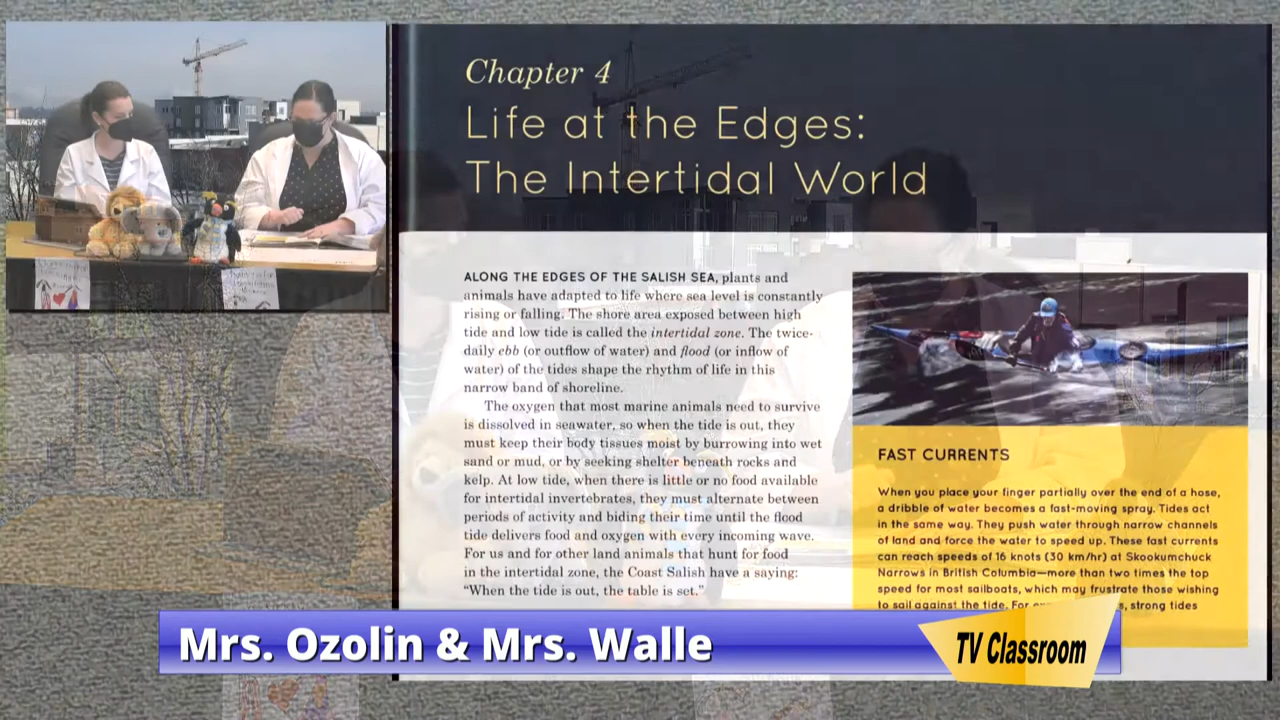 Chapter 4
Life at the Edges:
The Intertidal World
ALONG THE EDGES OF THE SALISH SEA, plants and
animals have adapted to life where sea level is constantly
rising or falling. The shore area exposed between high
tide and low tide is called the intertidal zone. The twice-
daily ebb (or outflow of water) and flood (or inflow of
water) of the tides shape the rhythm of life in this
narrow band of shoreline.
The oxygen that most marine animals need to survive
is dissolved in seawater, so when the tide is out, they
must keep their body tissues moist by burrowing into wet
sand or mud, or by seeking shelter beneath rocks and
kelp. At low tide, when there is little or no food available
for intertidal invertebrates, they must alternate between
periods of activity and biding their time until the flood
tide delivers food and oxygen with every incoming wave.
For us and for other land animals that hunt for food
in the intertidal zone, the Coast Salish have a saying:
“When the tide is out, the table is set.”
FAST CURRENTS
When you place your finger partially over the end of a hose,
a dribble of water becomes a fast-moving spray. Tides act
in the same way. They push water through narrow channels
of land and force the water to speed up. These fast currents
can reach speeds of 16 knots (30 km/hr) at Skookumchuck
Narrows in British Columbia—more than two times the top
speed for most sailboats, which may frustrate those wishing
to sail against the tide. For strong tides
Mrs. Ozolin & Mrs. Walle
TV Classroom